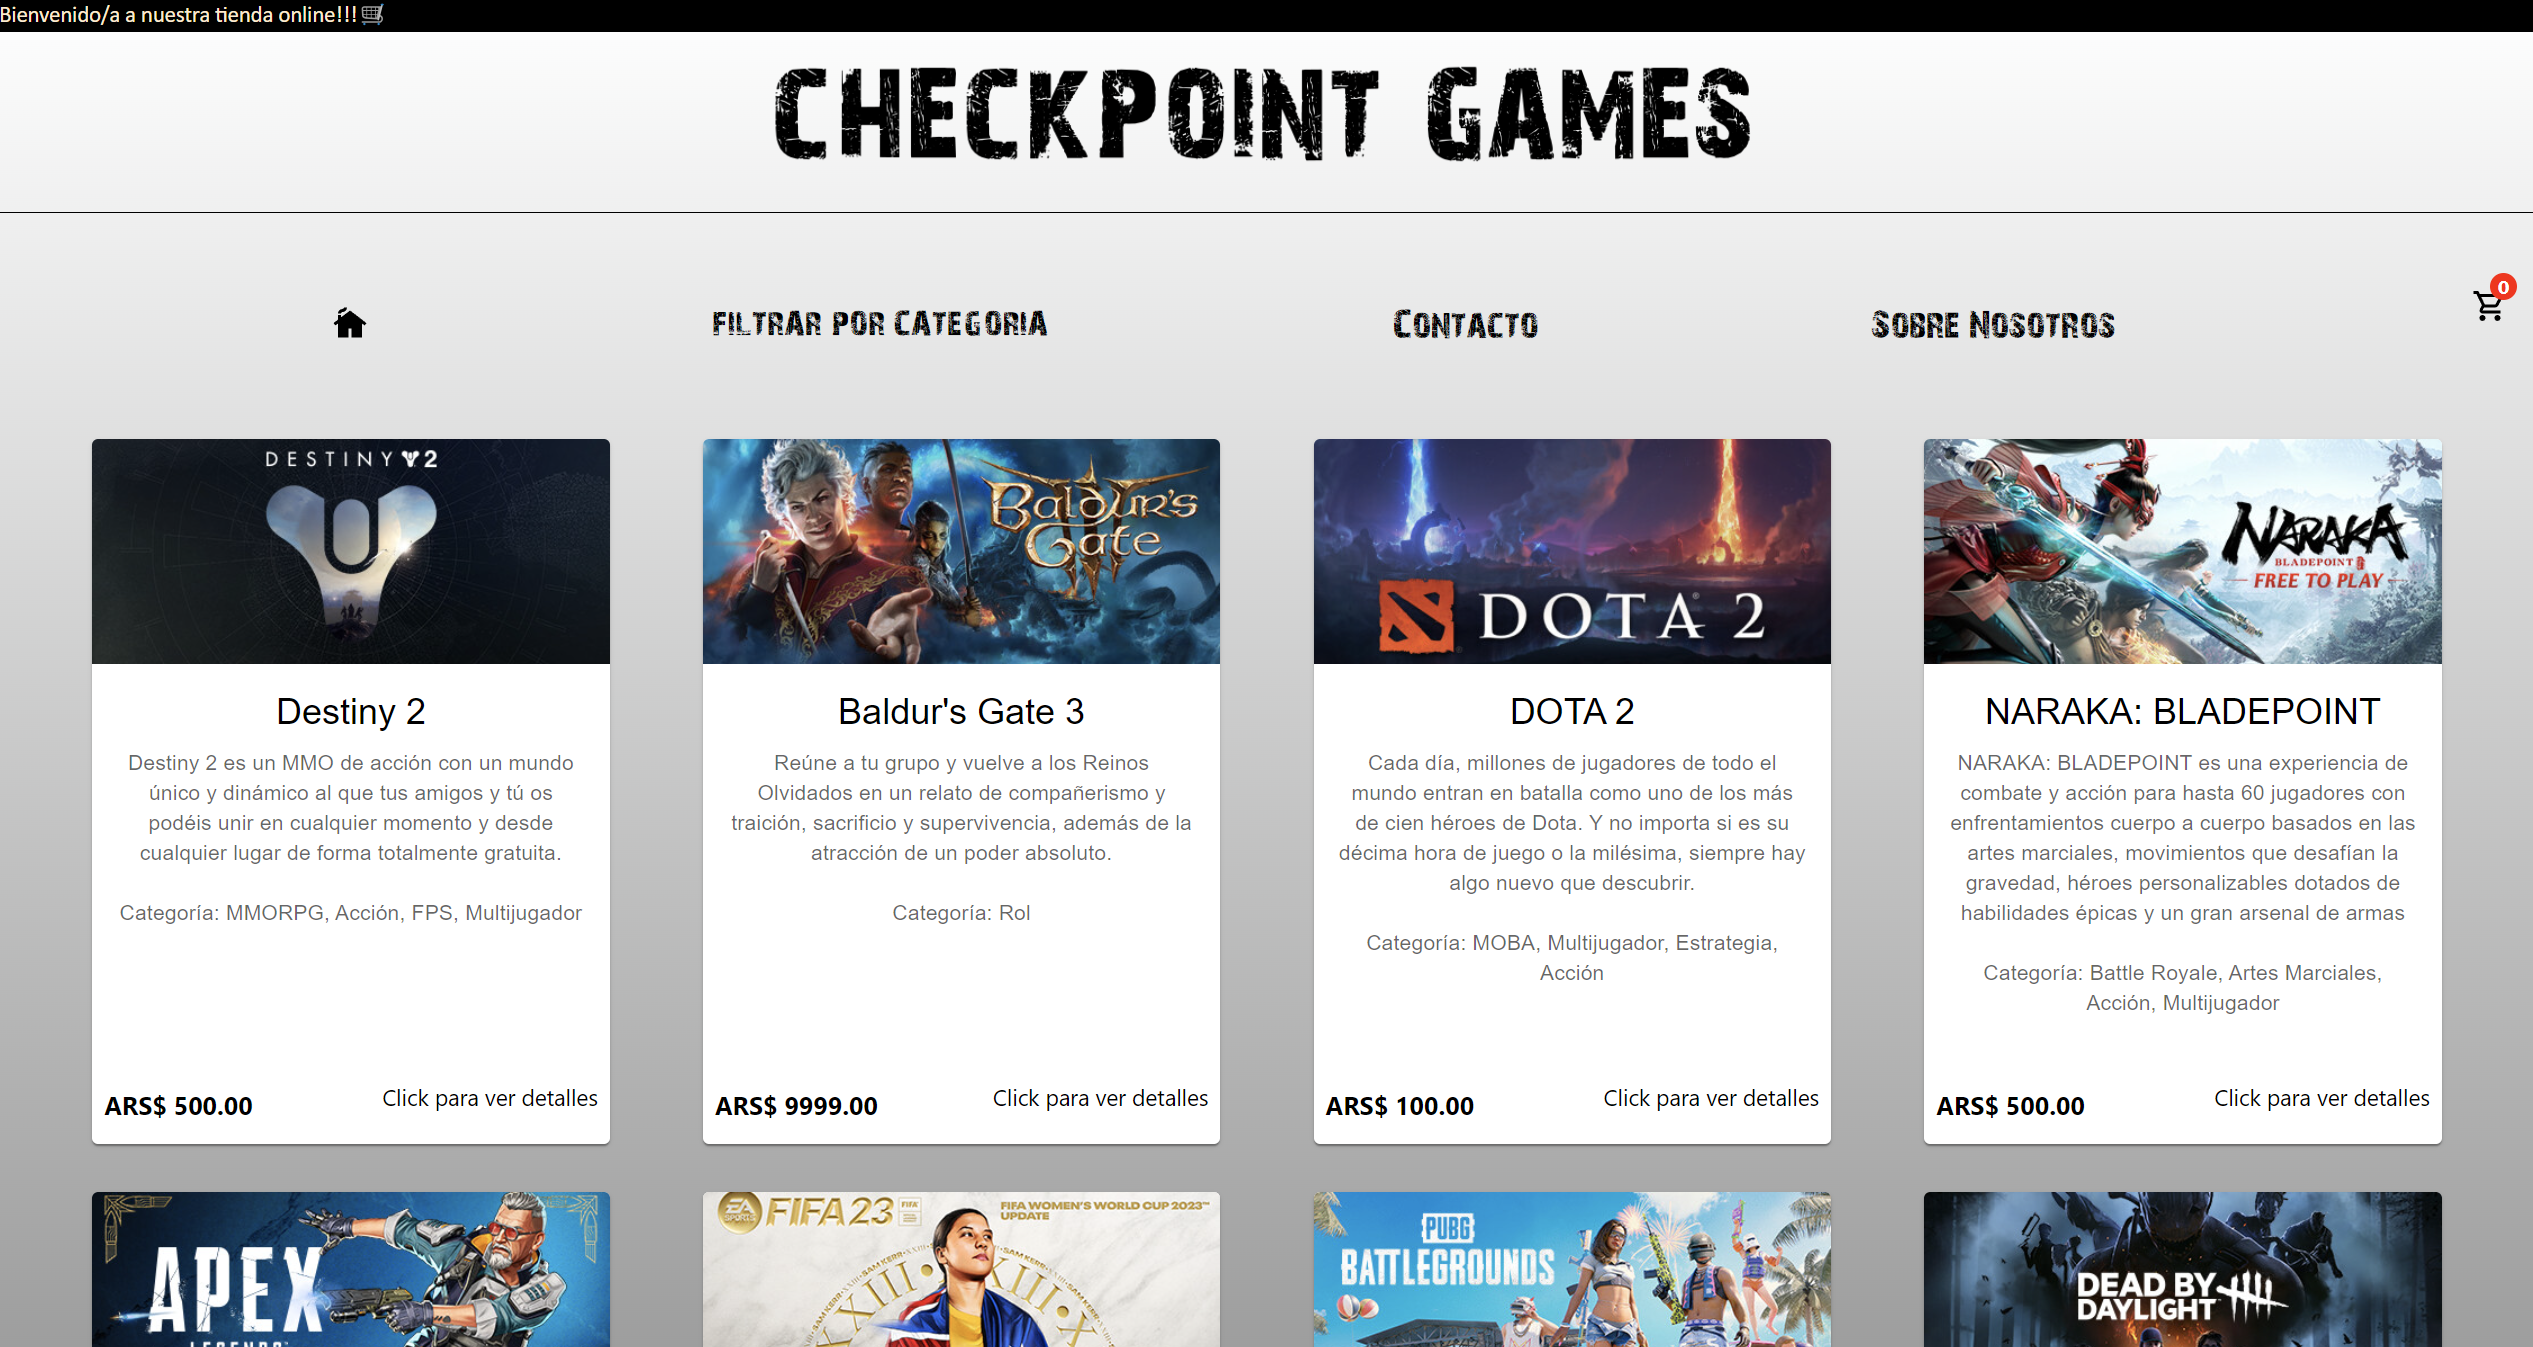 Bienvenido/a a nuestra tienda online!!!🛒
CHECKPOINT GAMES
0
FILTRAR POR CATEGORIA
CONTACTO
SOBRE NOSOTROS
DESTINY 2
Destiny 2
Destiny 2 es un MMO de acción con un mundo
único y dinámico al que tus amigos y tú os
podéis unir en cualquier momento y desde
cualquier lugar de forma totalmente gratuita.
Categoría: MMORPG, Acción, FPS, Multijugador
ARS$ 500.00
Click para ver detalles
BALDUR'S
GATE
III
Baldur's Gate 3
Reúne a tu grupo y vuelve a los Reinos
Olvidados en un relato de compañerismo y
traición, sacrificio y supervivencia, además de la
atracción de un poder absoluto.
Categoría: Rol
ARS$ 9999.00
Click para ver detalles
DOTA 2
DOTA 2
Cada día, millones de jugadores de todo el
mundo entran en batalla como uno de los más
de cien héroes de Dota. Y no importa si es su
décima hora de juego o la milésima, siempre hay
algo nuevo que descubrir.
Categoría: MOBA, Multijugador, Estrategia,
Acción
ARS$ 100.00
Click para ver detalles
NARAKA
BLADEPOINT
FREE TO PLAY
NARAKA: BLADEPOINT
NARAKA: BLADEPOINT es una experiencia de
combate y acción para hasta 60 jugadores con
enfrentamientos cuerpo a cuerpo basados en las
artes marciales, movimientos que desafían la
gravedad, héroes personalizables dotados de
habilidades épicas y un gran arsenal de armas
Categoría: Battle Royale, Artes Marciales,
Acción, Multijugador
ARS$ 500.00
Click para ver detalles
APEX
LEGENDS
EA
SPORTS
FIFA 23
FIFA
FIFA WOMEN'S WORLD CUP 2023™
UPDATE
SAM KERR
PUBG
BATTLEGROUNDS
DEAD BY
DAYLIGHT